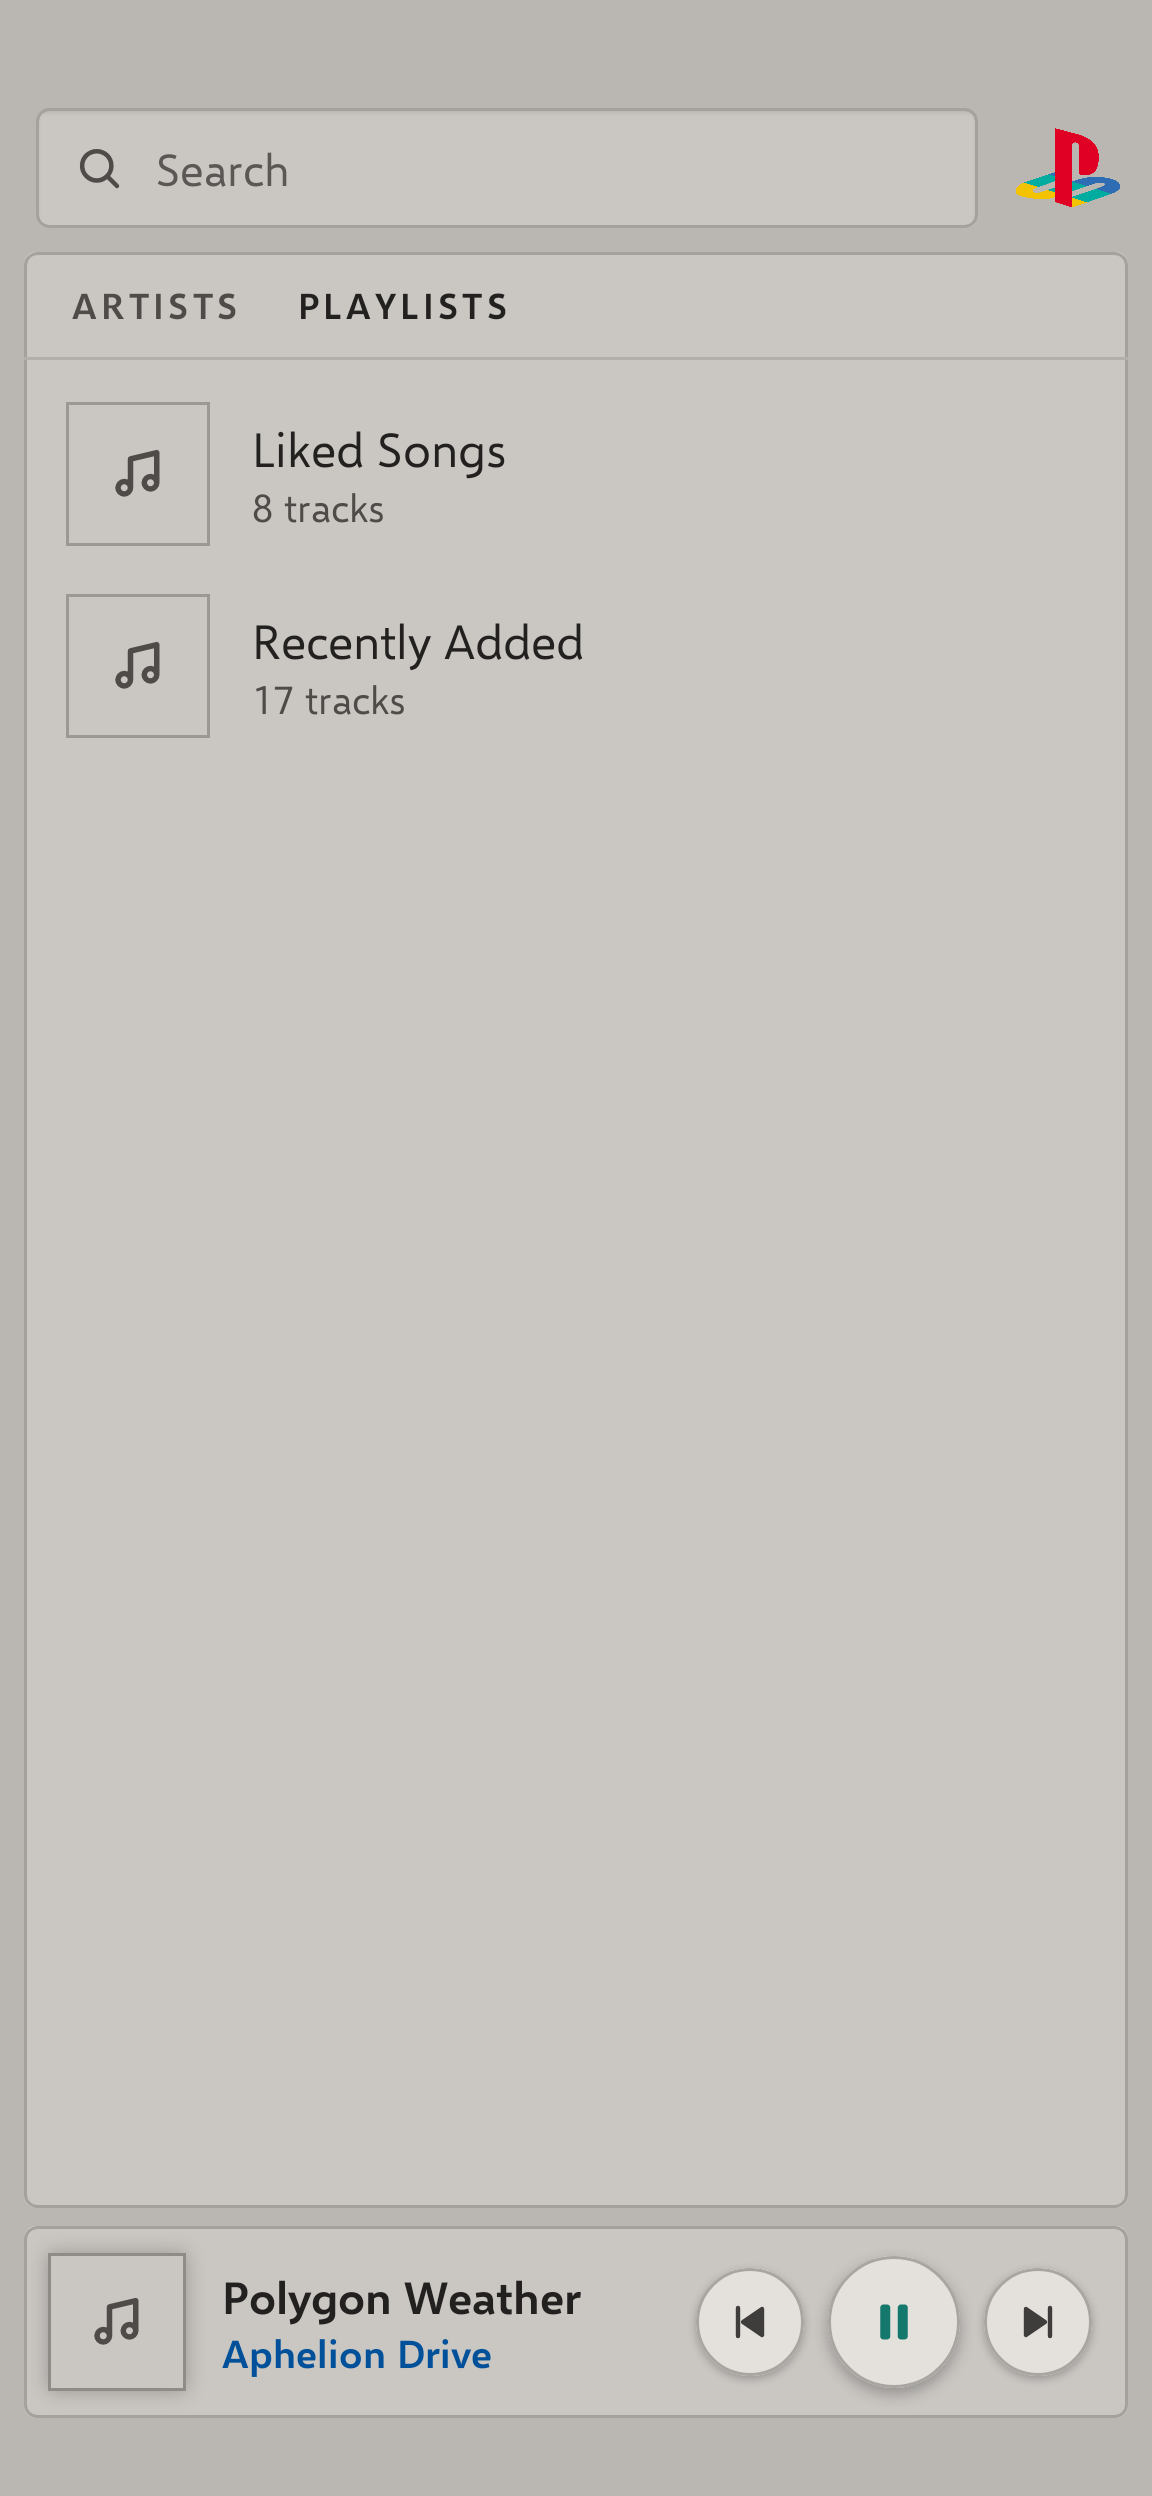 Search
ARTISTS PLAYLISTS
Liked Songs
8 tracks
Recently Added
17 tracks
Polygon Weather
Aphelion Drive